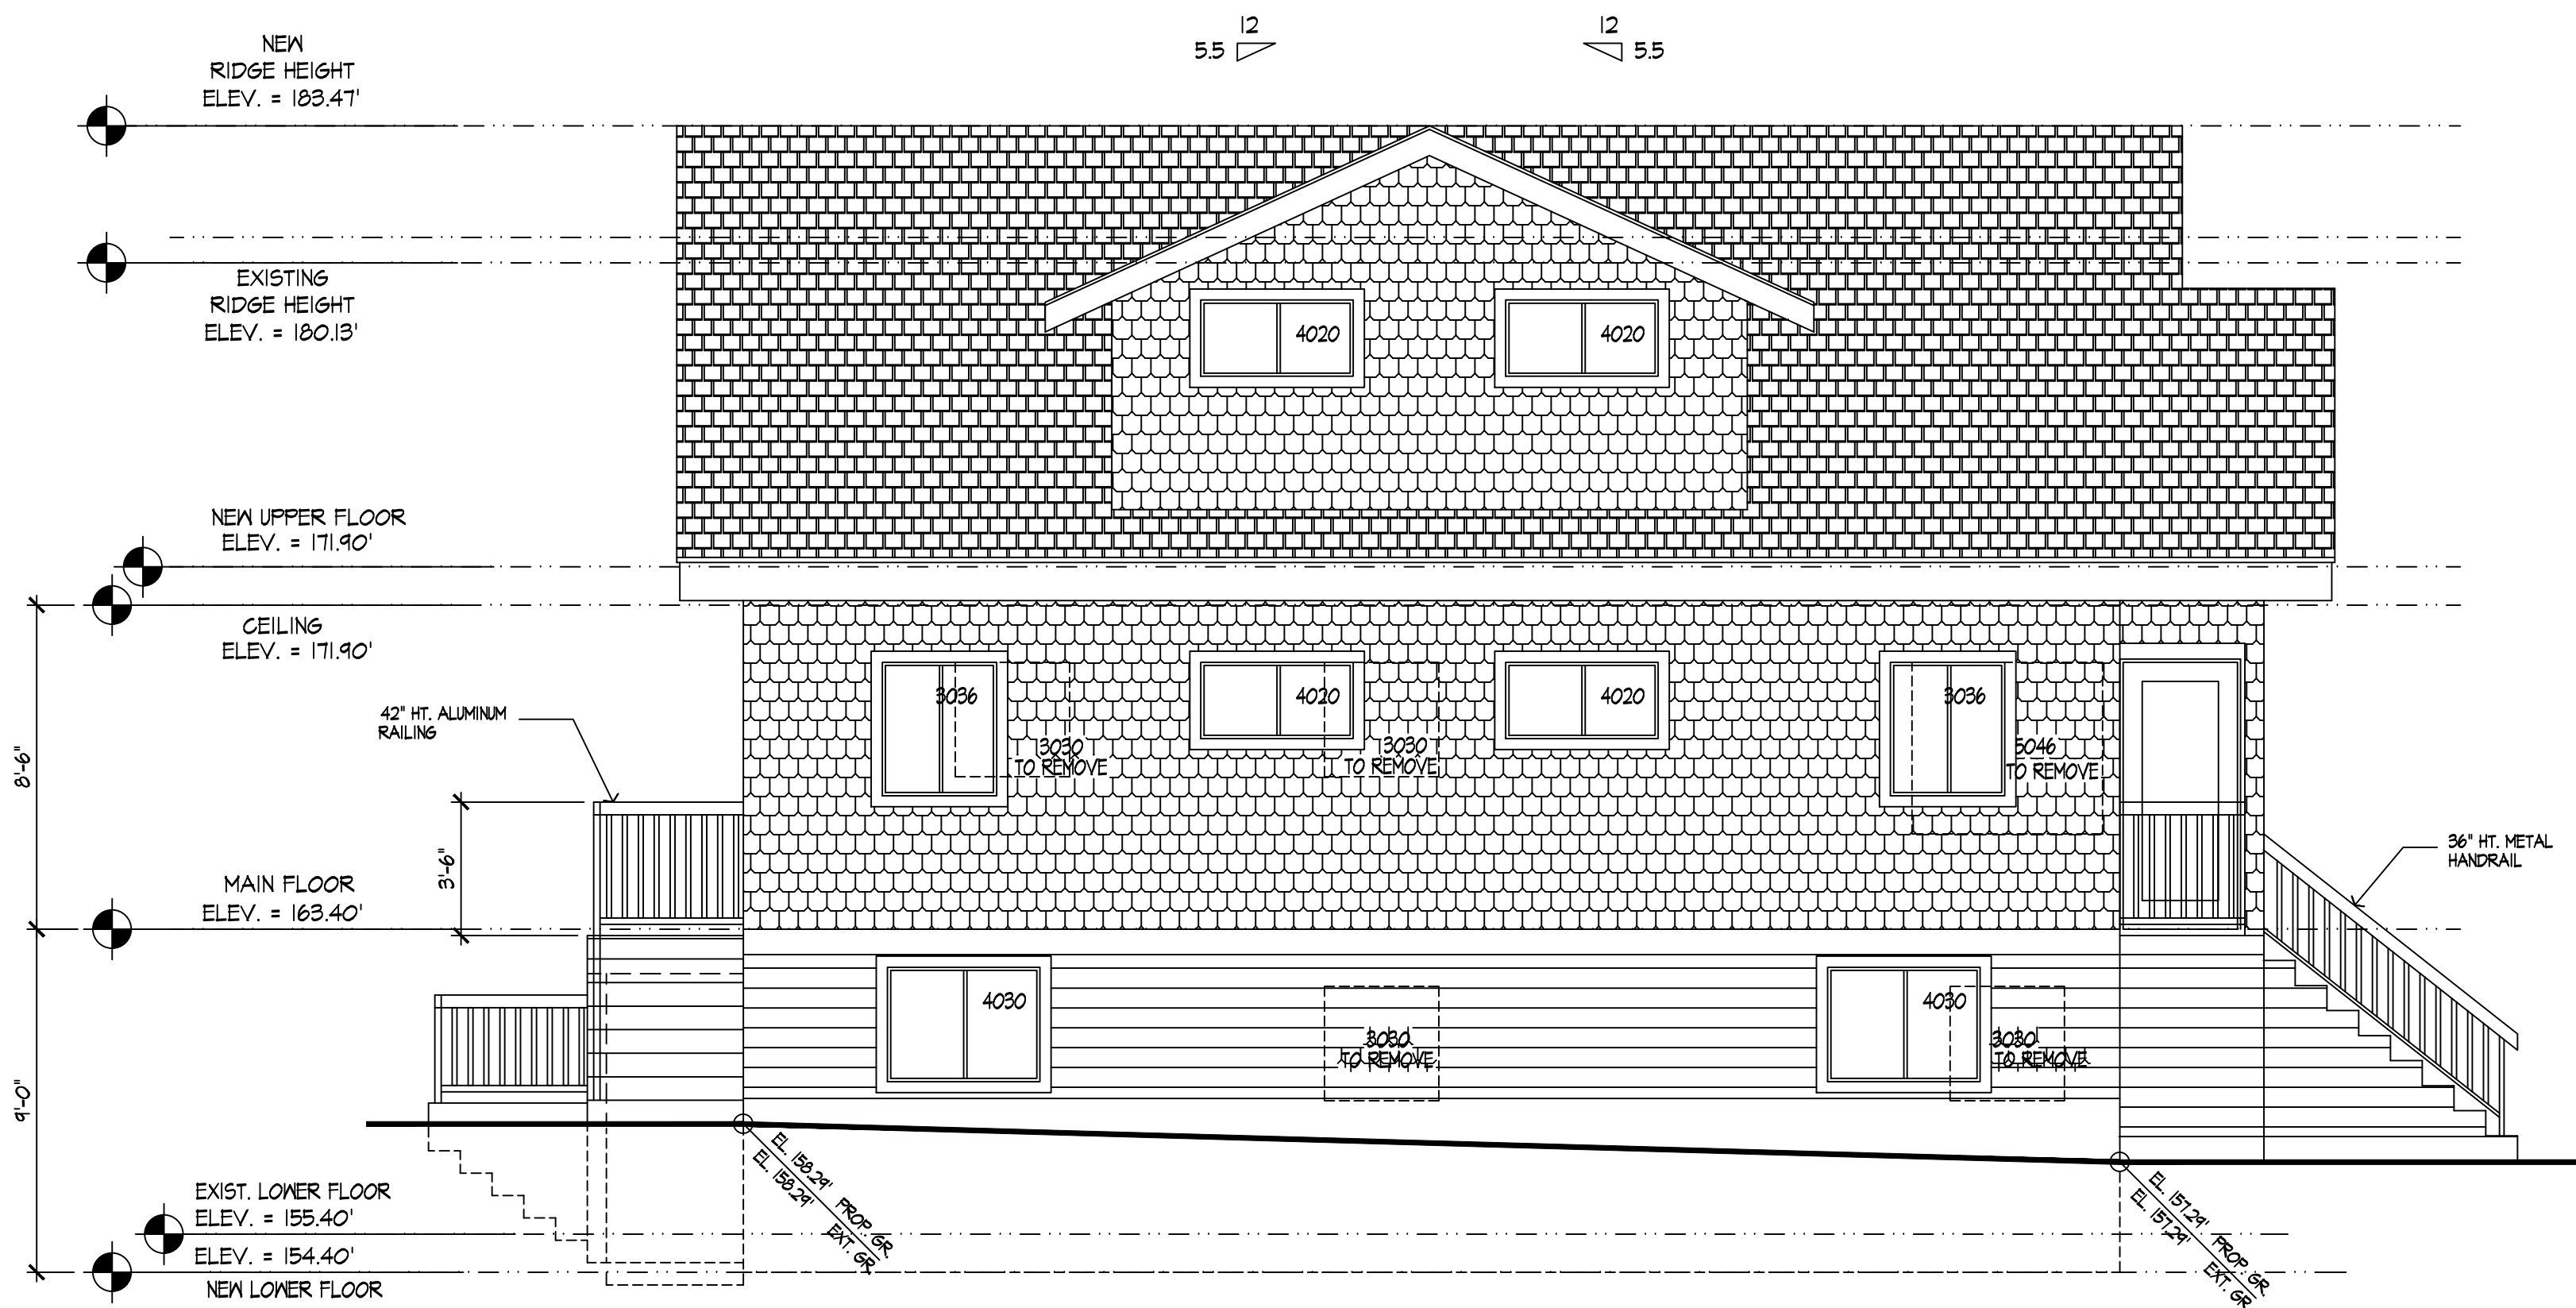 12
5.5
12
5.5
NEW
RIDGE HEIGHT
ELEV. = 183.47'
EXISTING
RIDGE HEIGHT
ELEV. = 180.13'
4020
4020
NEW UPPER FLOOR
ELEV. = 171.90'
CEILING
ELEV. = 171.90'
8'-6"
42" HT. ALUMINUM
RAILING
3036
3030
TO REMOVE
4020
3030
TO REMOVE
4020
3036
5046
TO REMOVE
3'-6"
36" HT. METAL
HANDRAIL
MAIN FLOOR
ELEV. = 163.40'
9'-0"
4030
3030
TO REMOVE
4030
3030
TO REMOVE
EL. 158.29' PROP. GR.
EL. 158.29' EXT. GR.
EL. 157.29' PROP. GR.
EL. 157.29' EXT. GR.
EXIST. LOWER FLOOR
ELEV. = 155.40'
ELEV. = 154.40'
NEW LOWER FLOOR